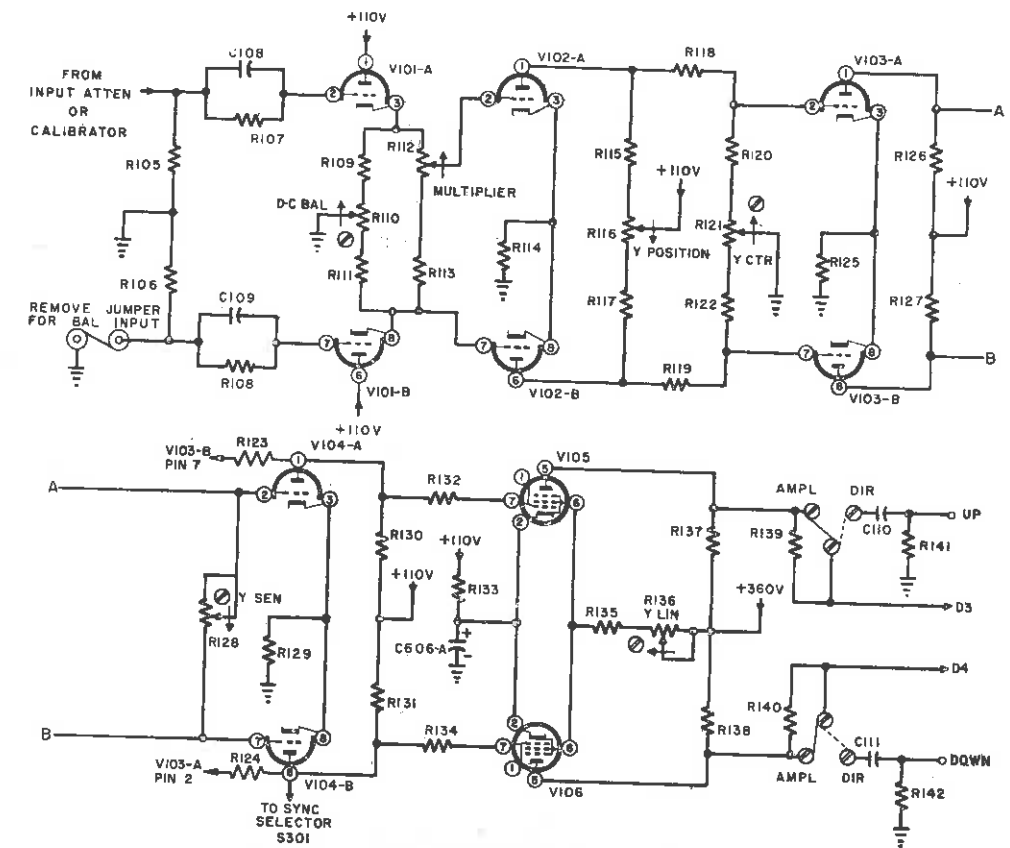 +110V
C108
V101-A
V102-A
R118
V103-A
FROM
INPUT ATTEN
OR
CALIBRATOR
1
2
3
1
2
3
1
2
3
A
R107
R105
R109
R112
MULTIPLIER
R115
R120
R126
+110V
+110V
D-C BAL
R110
R114
R116
Y POSITION
R121
Y CTR
R125
R106
R111
R113
R117
R122
R127
REMOVE JUMPER
FOR BAL INPUT
C109
R108
7
8
6
7
8
6
7
8
6
R119
B
V101-B
V102-B
V103-B
+110V
V103-B
PIN 7
R123
V104-A
1
2
3
A
R132
V105
1
5
7
6
2
AMPL
DIR
C110
UP
R130
+110V
+110V
R133
R137
R139
R141
Y SEN
R128
R129
C606-A
+
-
R135
R136
Y LIN
+360V
D3
D4
R131
R134
R138
R140
B
7
8
6
2
7
6
1
5
V106
AMPL
DIR
C111
DOWN
R142
V103-A
PIN 2
R124
V104-B
TO SYNC
SELECTOR
S301